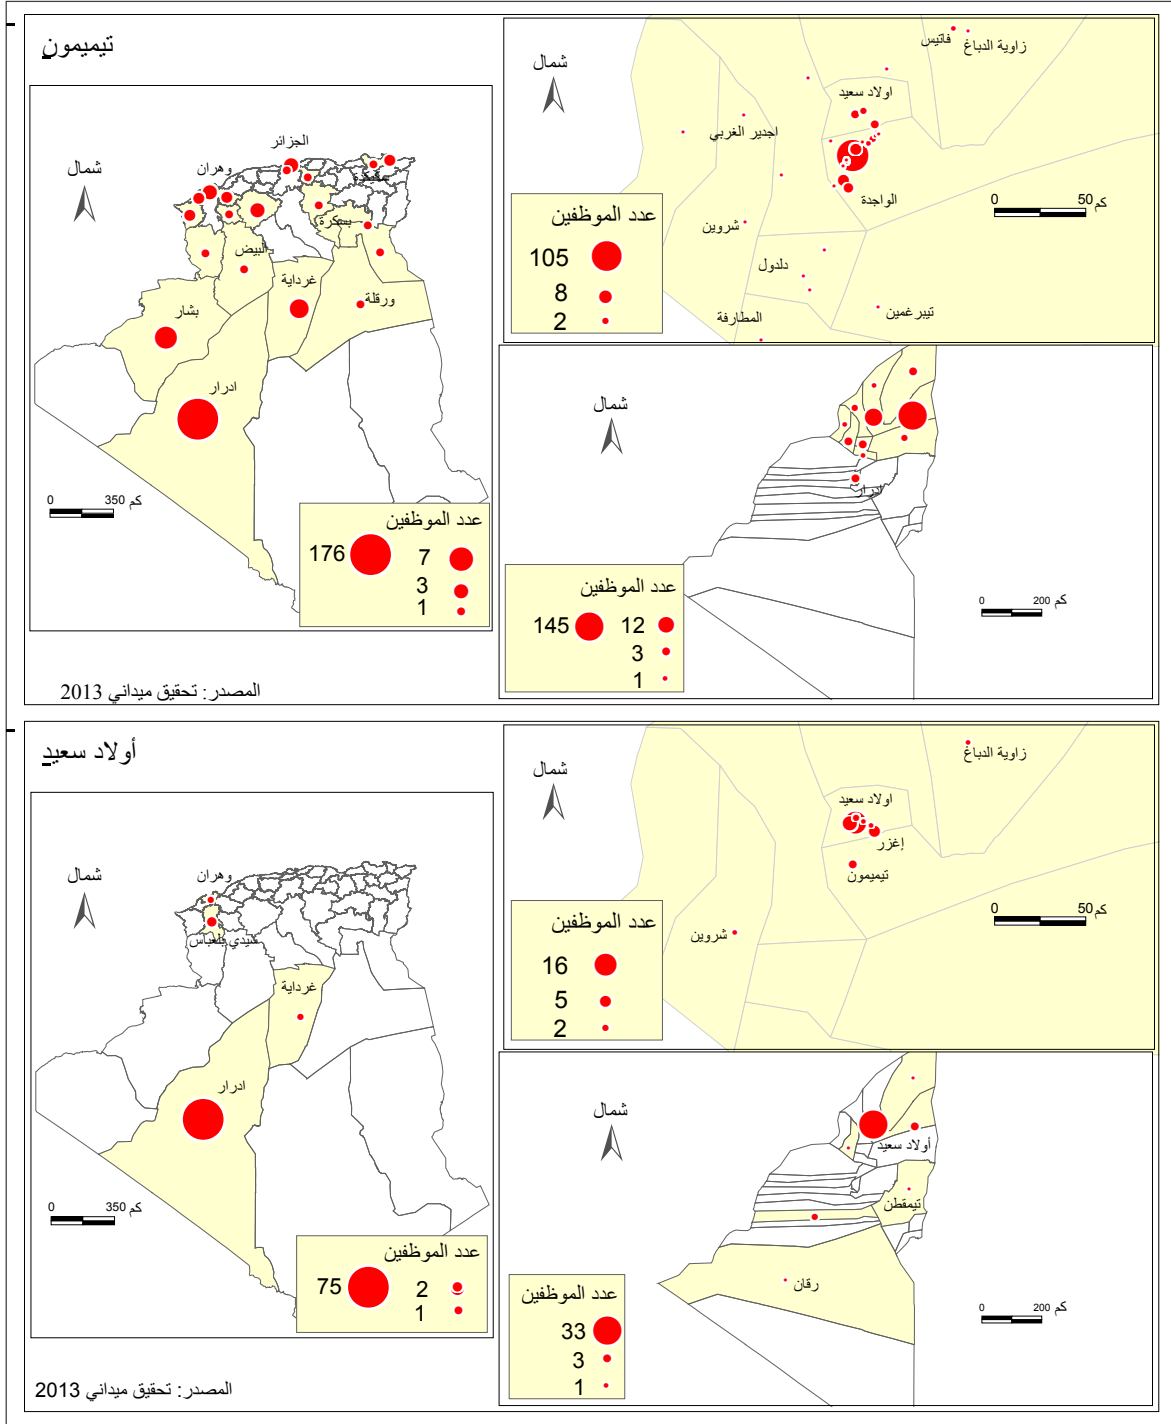 تيميمون
شمال
الجزائر
وهران
سكيكدة
بسكرة
البيض
غرداية
ورقلة
بشار
ادرار
0 350 كم
عدد الموظفين
176 7
3
1
المصدر: تحقيق ميداني 2013
شمال
فاتيس
زاوية الدباغ
اولاد سعيد
اجدير الغربي
الواجدة
شروين
دلدول
المطارفة
تيبرغمين
0 50 كم
عدد الموظفين
105
8
2
شمال
ادرار
0 200 كم
عدد الموظفين
145 12
3
1
أولاد سعيد
شمال
وهران
سيدي بلعباس
غرداية
ادرار
0 350 كم
عدد الموظفين
75 2
1
المصدر: تحقيق ميداني 2013
شمال
زاوية الدباغ
اولاد سعيد
إغزر
تيميمون
شروين
0 50 كم
عدد الموظفين
16
5
2
شمال
أولاد سعيد
تيمقطن
رقان
0 200 كم
عدد الموظفين
33
3
1